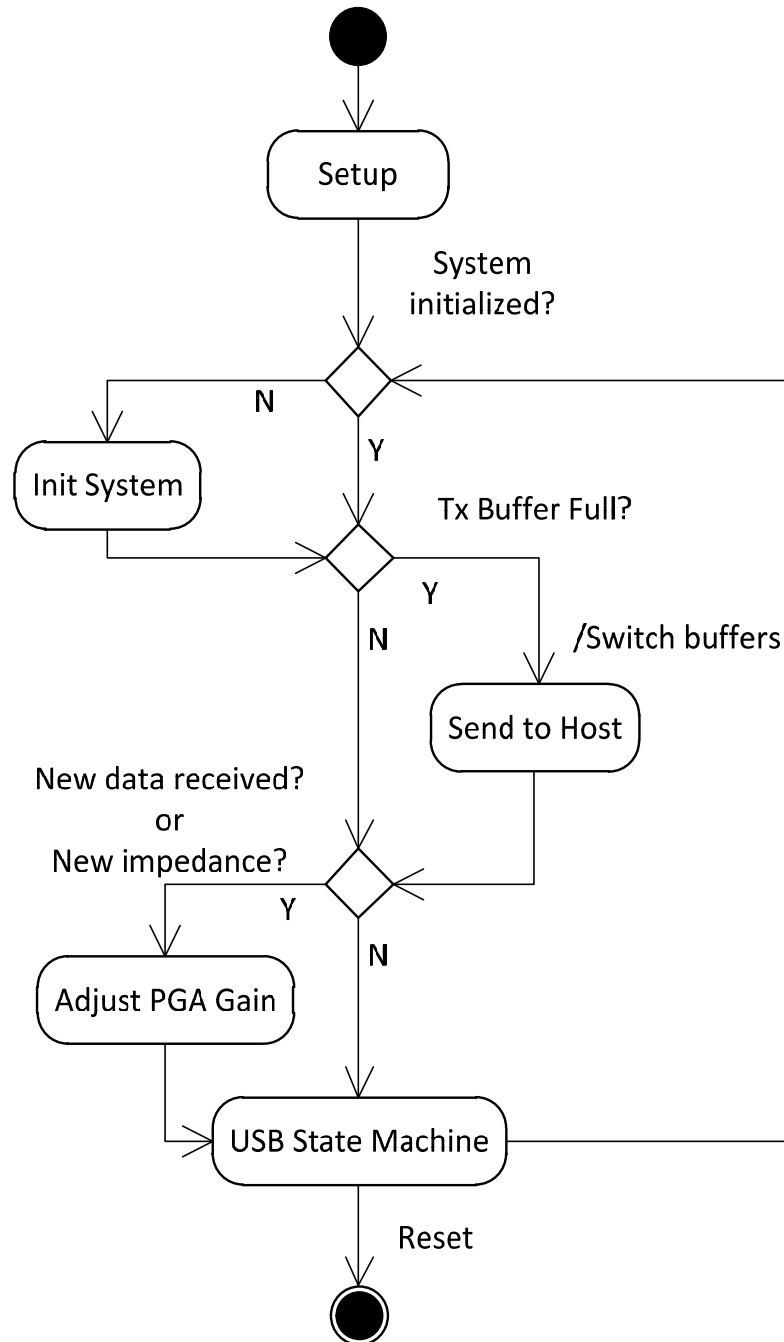 Setup
System
initialized?
N
Y
Init System
Tx Buffer Full?
Y
N
/Switch buffers
Send to Host
New data received?
or
New impedance?
Y
N
Adjust PGA Gain
USB State Machine
Reset